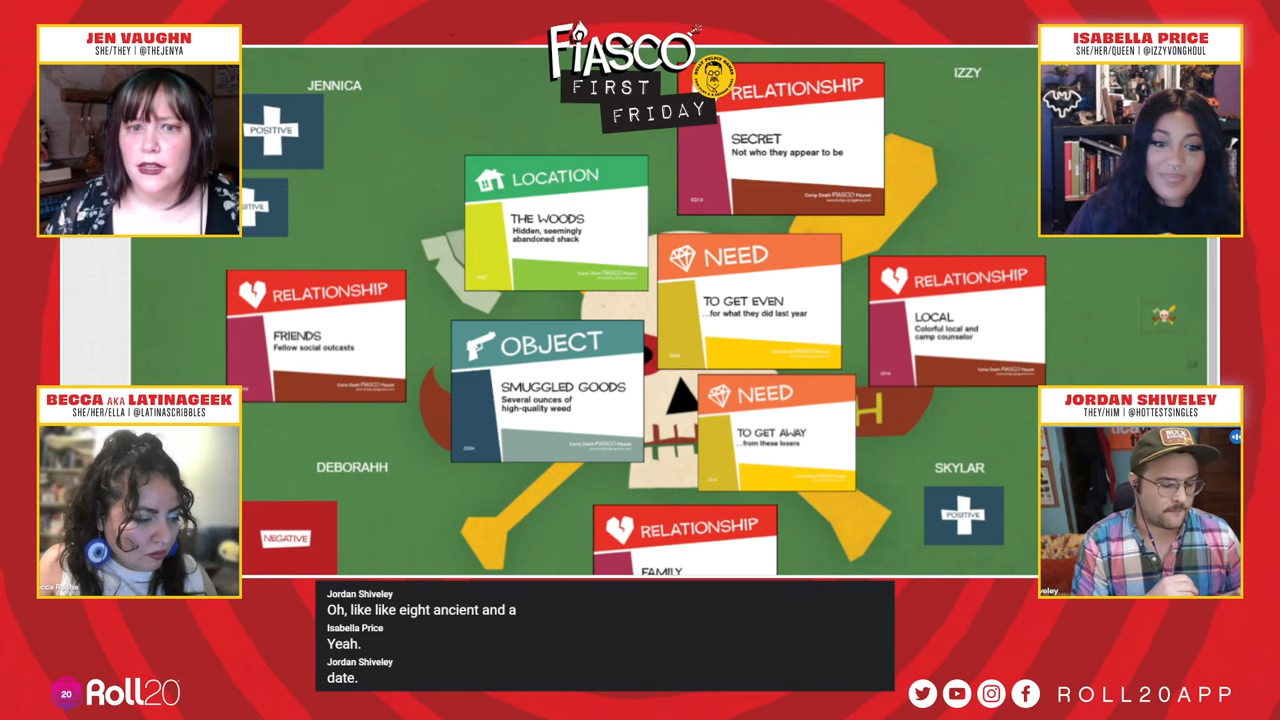 JEN VAUGHN
SHE/THEY | @THEJENYA
FIASCO
FIRST
FRIDAY
ISABELLA PRICE
SHE/HER/QUEEN | @IZZYVONGHOUL
JENNICA
IZZY
POSITIVE
RELATIONSHIP
SECRET
Not who they appear to be
LOCATION
THE WOODS
Hidden, seemingly
abandoned shack
NEED
TO GET EVEN
...for what they did last year
RELATIONSHIP
FRIENDS
Fellow social outcasts
RELATIONSHIP
LOCAL
Colorful local and
camp counselor
OBJECT
SMUGGLED GOODS
Several ounces of
high-quality weed
NEED
TO GET AWAY
...from these losers
H
BECCA AKA LATINAGEEK
SHE/HER/ELLA | @LATINASCRIBBLES
JORDAN SHIVELEY
THEY/HIM | @HOTTESTSINGLES
DEBORAHH
SKYLAR
NEGATIVE
POSITIVE
RELATIONSHIP
FAMILY
Jordan Shiveley
Oh, like like eight ancient and a
Isabella Price
Yeah.
Jordan Shiveley
date.
20 Roll20
ROLL20APP